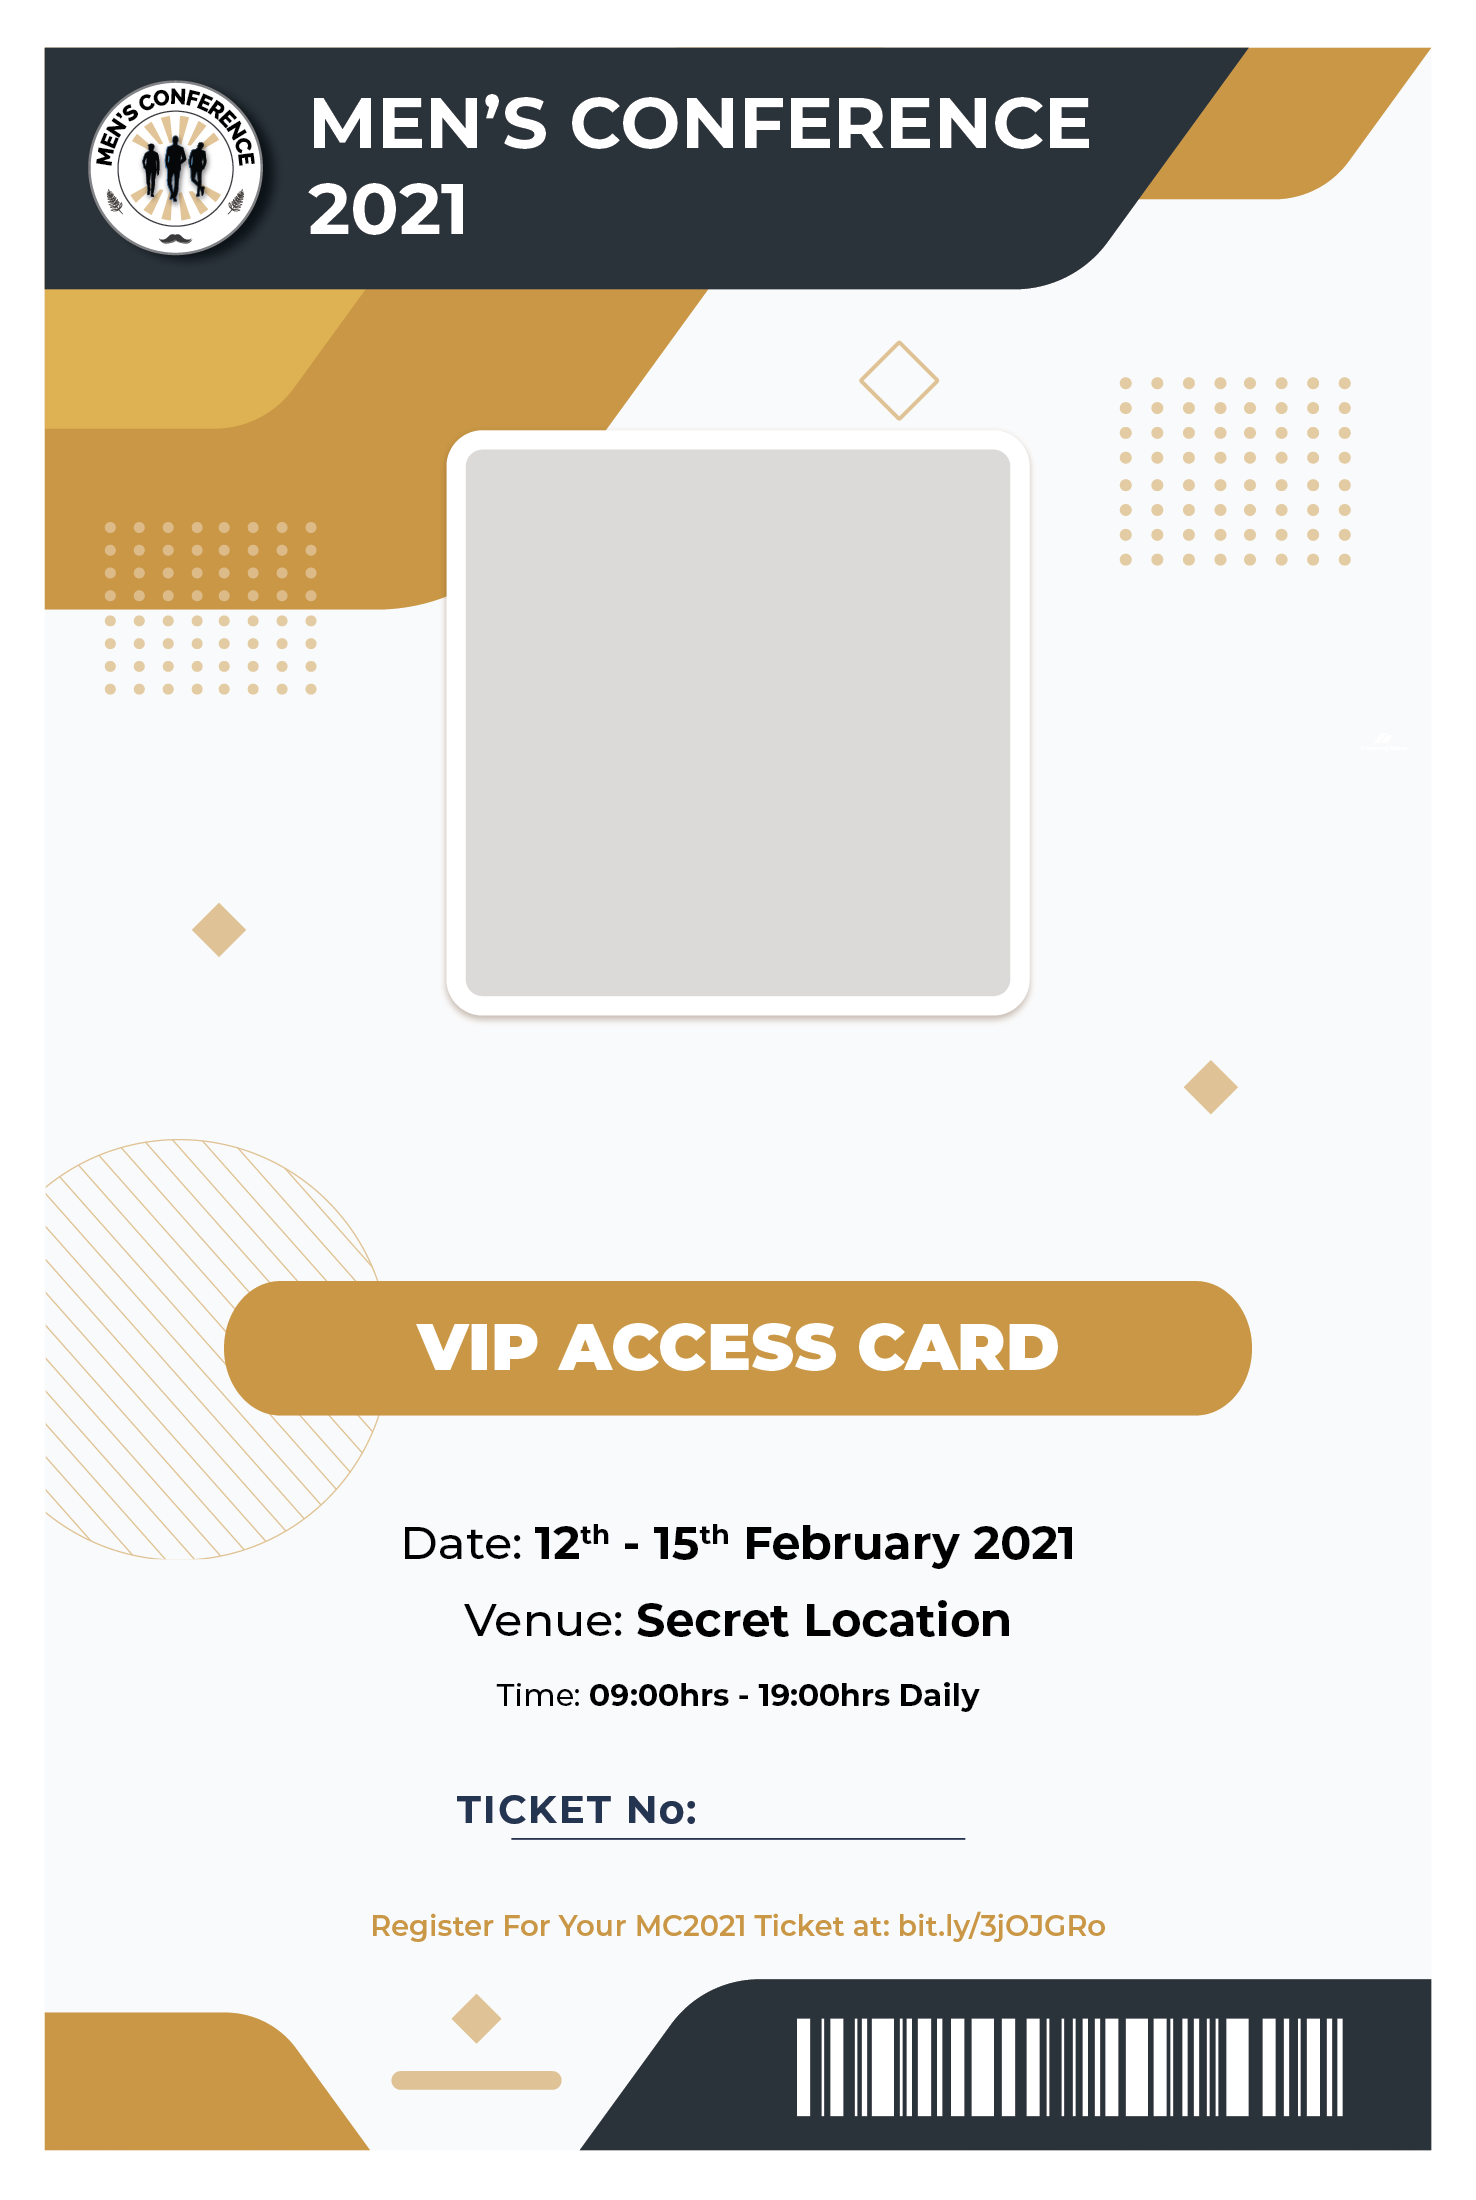 MEN'S CONFERENCE
MEN’S CONFERENCE
2021
VIP ACCESS CARD
Date: 12th - 15th February 2021
Venue: Secret Location
Time: 09:00hrs - 19:00hrs Daily
TICKET No:
Register For Your MC2021 Ticket at: bit.ly/3jOJGRo